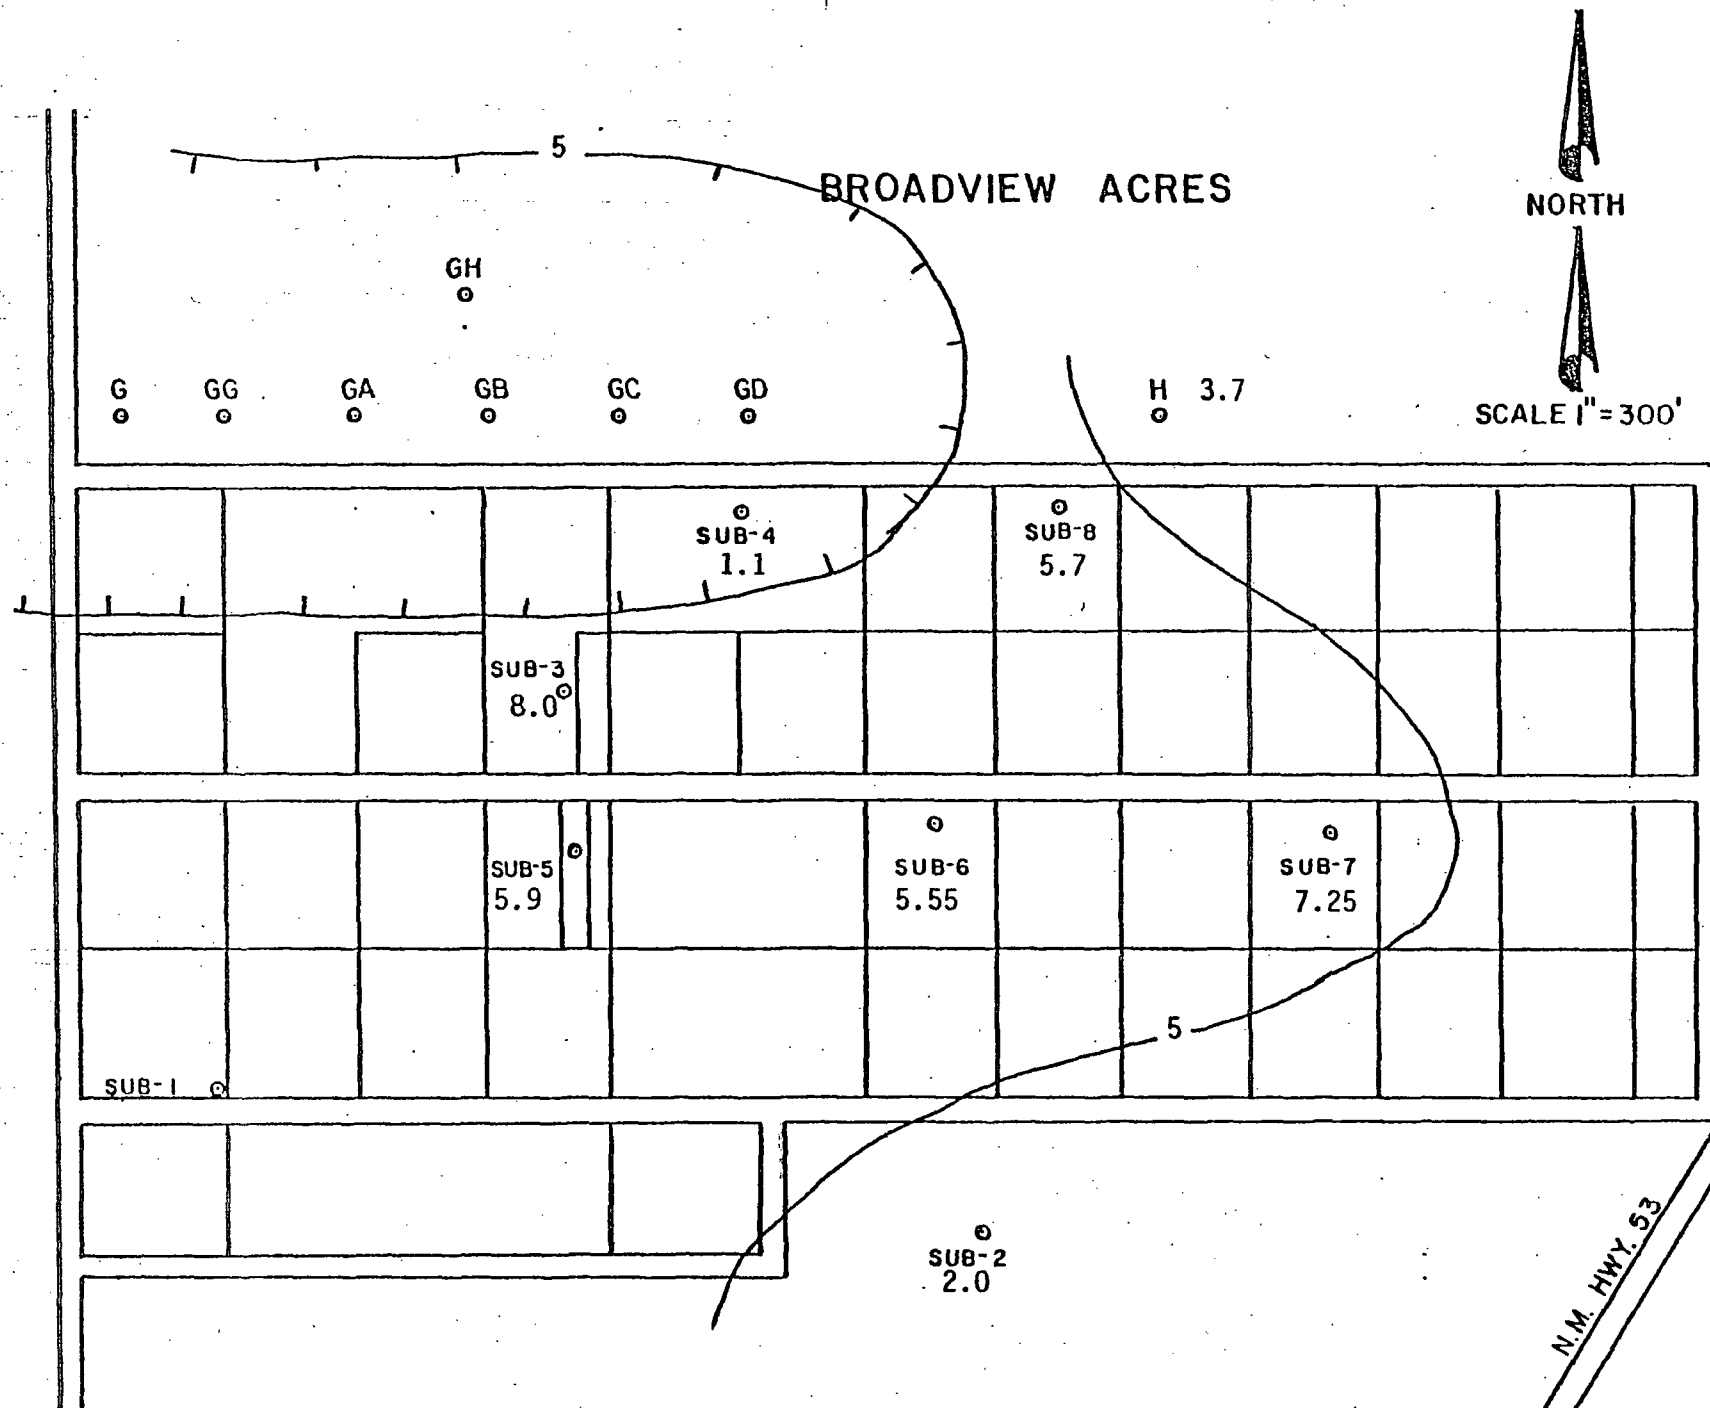 5
BROADVIEW ACRES
NORTH
GH
G GG GA GB GC GD
H 3.7
SCALE 1"=300'
SUB-4
1.1
SUB-8
5.7
SUB-3
8.0
SUB-5
5.9
SUB-6
5.55
SUB-7
7.25
5
SUB-1
SUB-2
2.0
N.M. HWY. 53